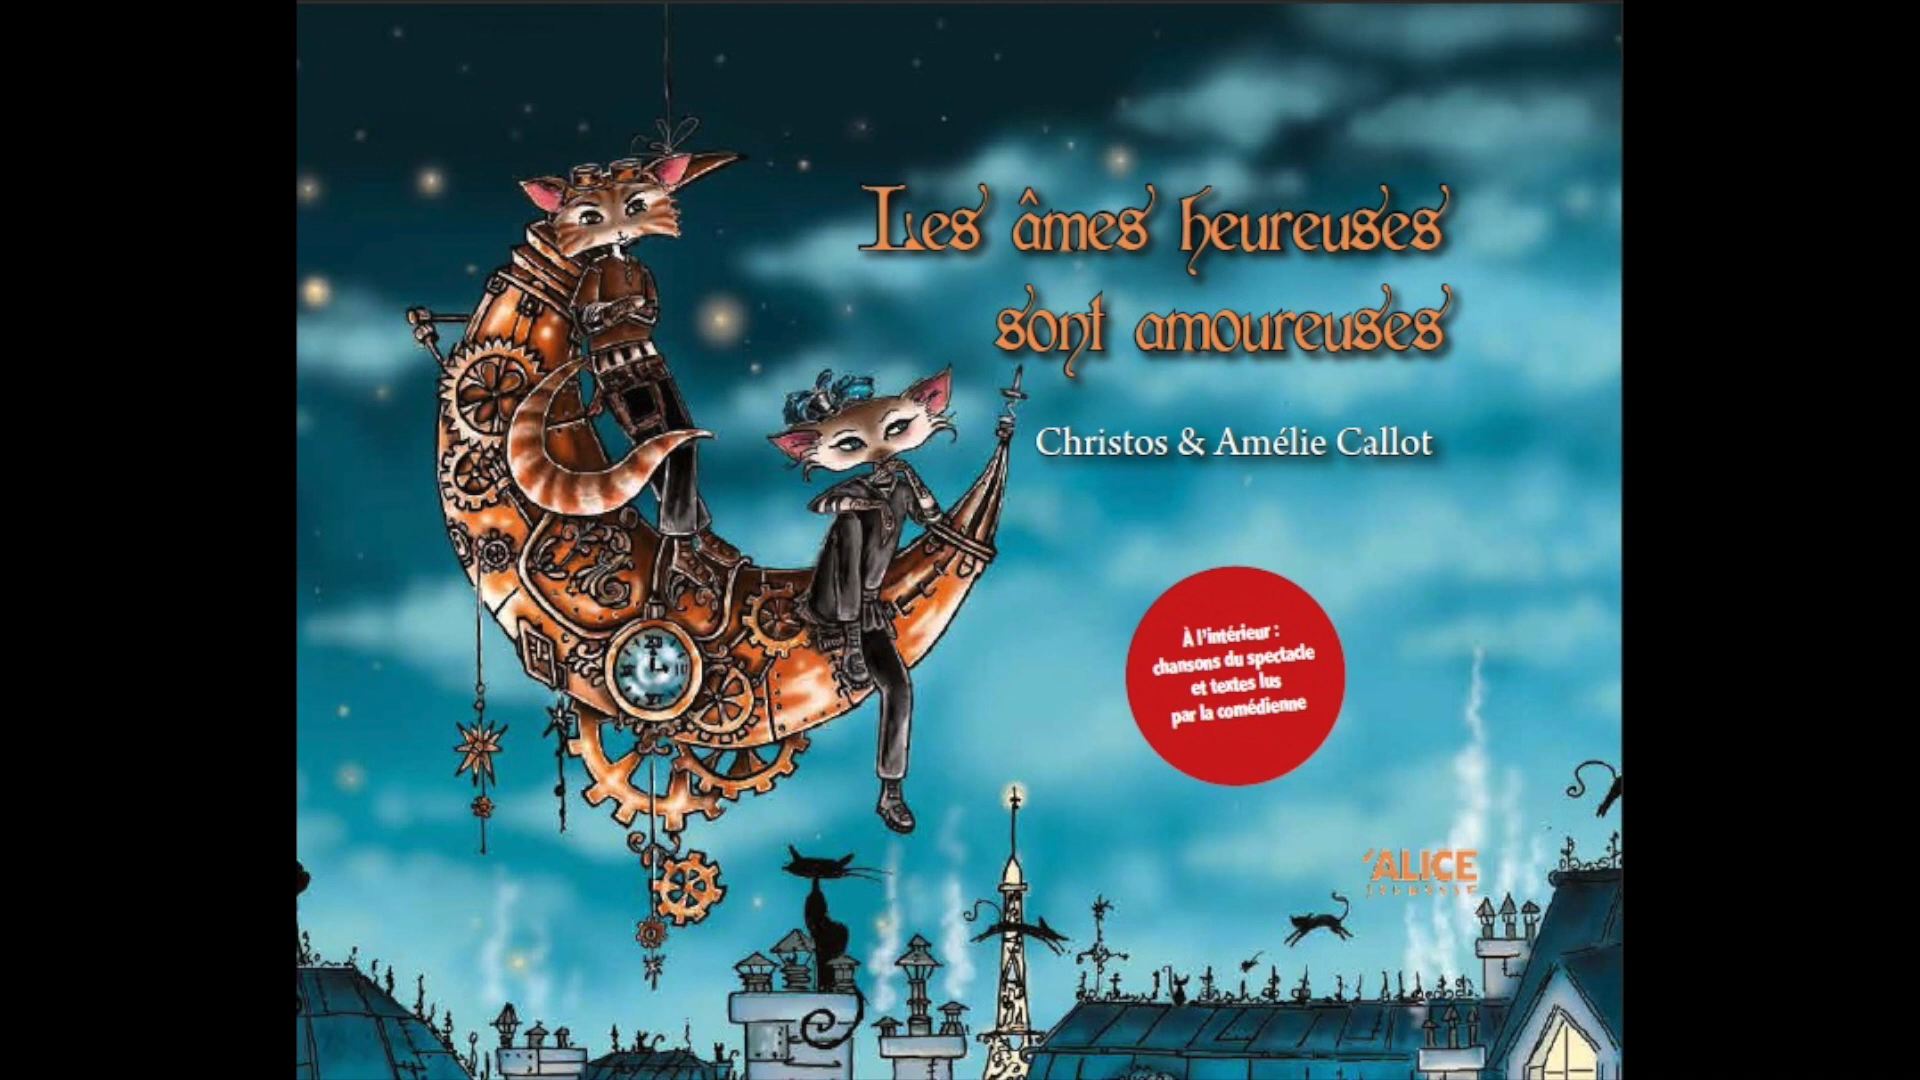 Les âmes heureuses
sont amoureuses
Christos & Amélie Callot
À l'intérieur :
chansons du spectacle
et textes lus
par la comédienne
'ALICE
JEUNESSE